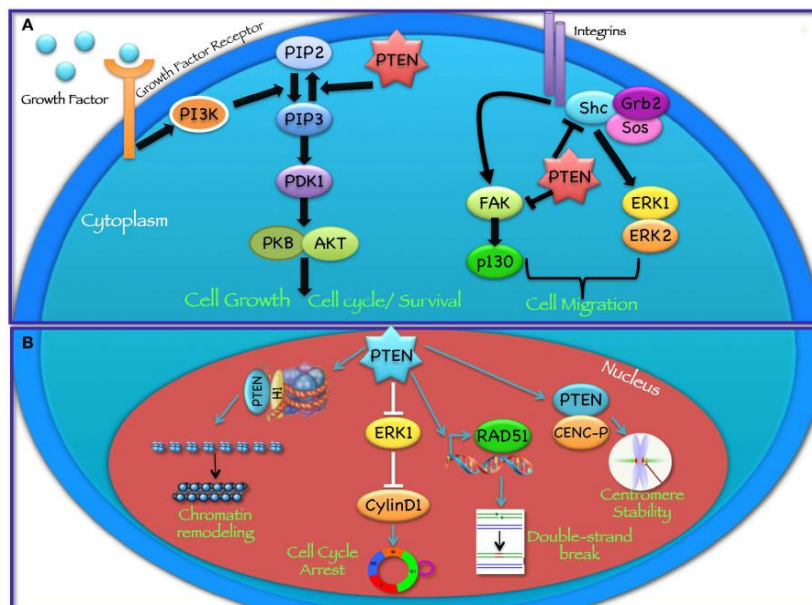 A
Growth Factor
Growth Factor Receptor
PI3K
PIP2
PIP3
PTEN
PDK1
PKB
AKT
Cytoplasm
Cell Growth
Cell cycle/ Survival
Integrins
Shc
Grb2
Sos
PTEN
FAK
p130
ERK1
ERK2
Cell Migration
B
Nucleus
PTEN
PTEN
H1
Chromatin
remodeling
ERK1
CylinD1
Cell Cycle
Arrest
RAD51
Double-strand
break
PTEN
CENC-P
Centromere
Stability